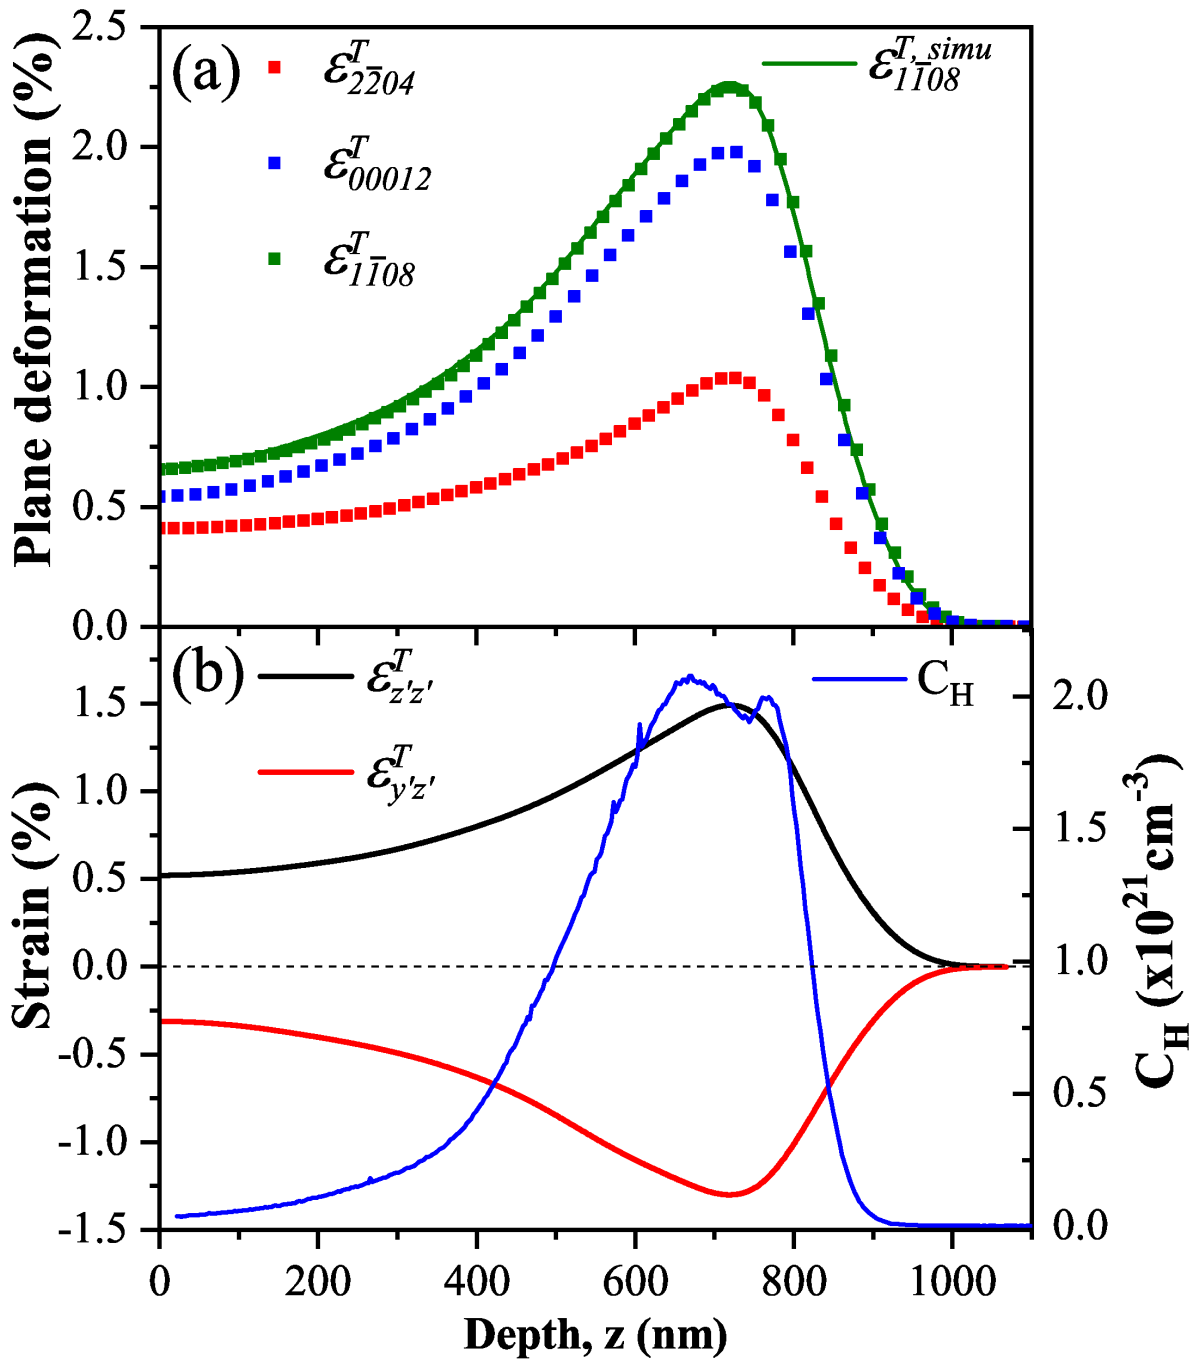 (a)
ε^T_{2\bar{2}04}
ε^T_{00012}
ε^T_{1\bar{1}08}
ε^{T, simu}_{1\bar{1}08}
Plane deformation (%)
2.5
2.0
1.5
1.0
0.5
0.0
(b)
ε^T_{z'z'}
ε^T_{y'z'}
C_H
Strain (%)
1.5
1.0
0.5
0.0
-0.5
-1.0
-1.5
2.0
1.5
1.0
0.5
0.0
C_H (x10^{21}cm^{-3})
0 200 400 600 800 1000
Depth, z (nm)